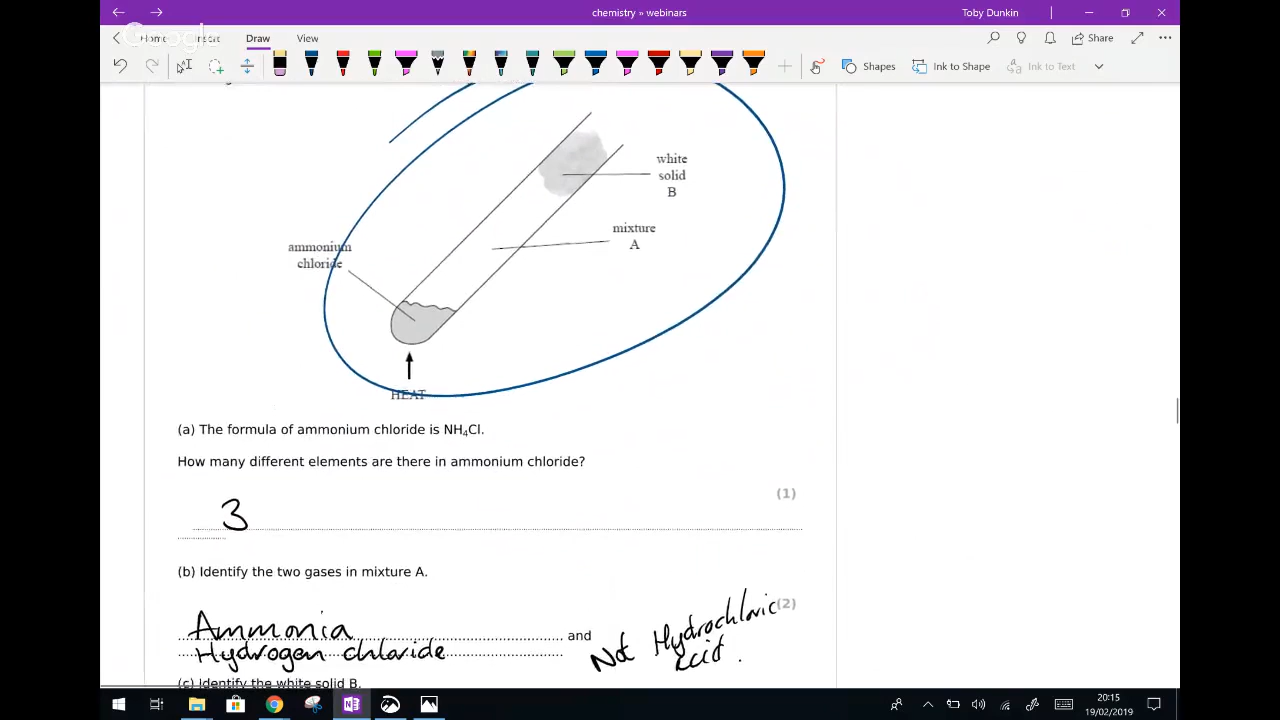 chemistry » webinars
Toby Dunkin
Google
Home
Insert
Draw
View
Share
Shapes
Ink to Shape
Ink to Text
white
solid
B
mixture
A
ammonium
chloride
HEAT
(a) The formula of ammonium chloride is NH₄Cl.
How many different elements are there in ammonium chloride?
(1)
3
(b) Identify the two gases in mixture A.
(2)
Ammonia
and
Hydrogen chloride
Not Hydrochloric
acid.
(c) Identify the white solid B.
20:15
19/02/2019